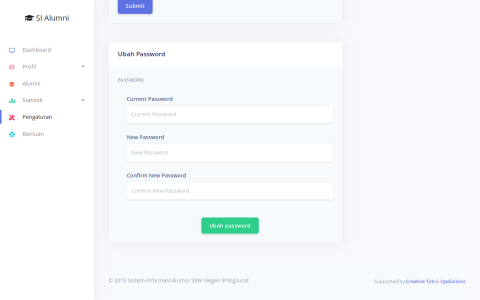 SI Alumni
Dashboard
Profil
Alumni
Statistik
Pengaturan
Bantuan
Submit
Ubah Password
PASSWORD
Current Password
Current Password
New Password
New Password
Confirm New Password
Confirm New Password
Ubah password
© 2019 Sistem Informasi Alumni SMK Negeri Pringsurat
Supported by Creative Tim & Updivision